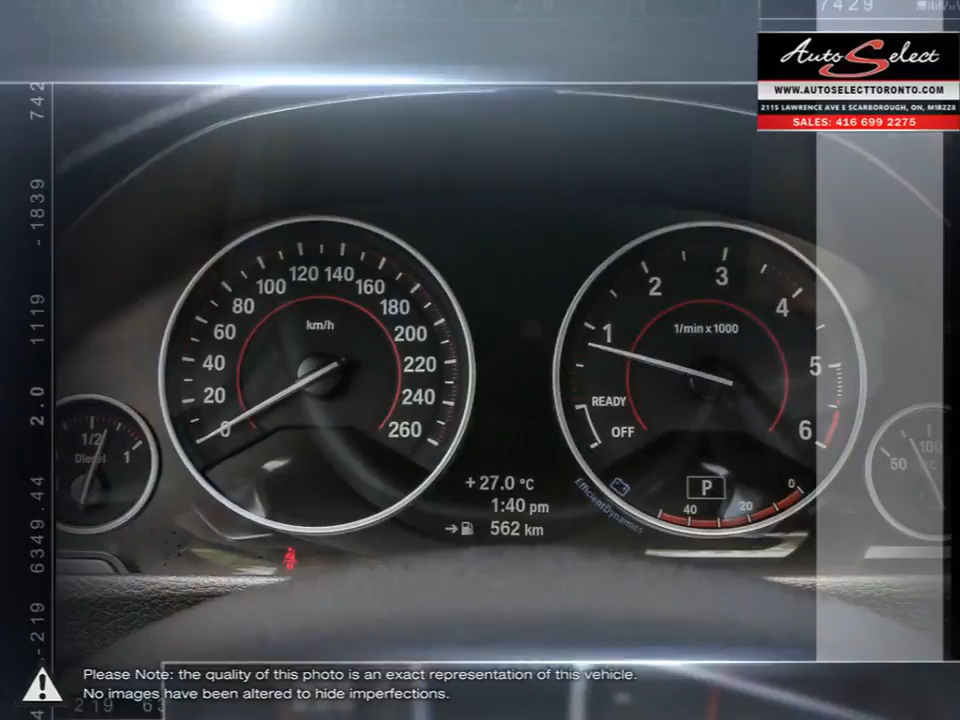 7429
Auto Select
WWW.AUTOSELECTTORONTO.COM
2115 LAWRENCE AVE E SCARBOROUGH, ON, M1R2Z8
SALES: 416 699 2275
742
-1839
1119
2.0
6349.44
-219
0
20
40
60
80
100
120
140
160
180
200
220
240
260
km/h
1
2
3
4
5
6
1/min x 1000
READY
OFF
P
40
20
0
EfficientDynamics
1/2
Diesel
1
50
100
°C
+27.0 °C
1:40 pm
562 km
Please Note: the quality of this photo is an exact representation of this vehicle.
No images have been altered to hide imperfections.
219 63